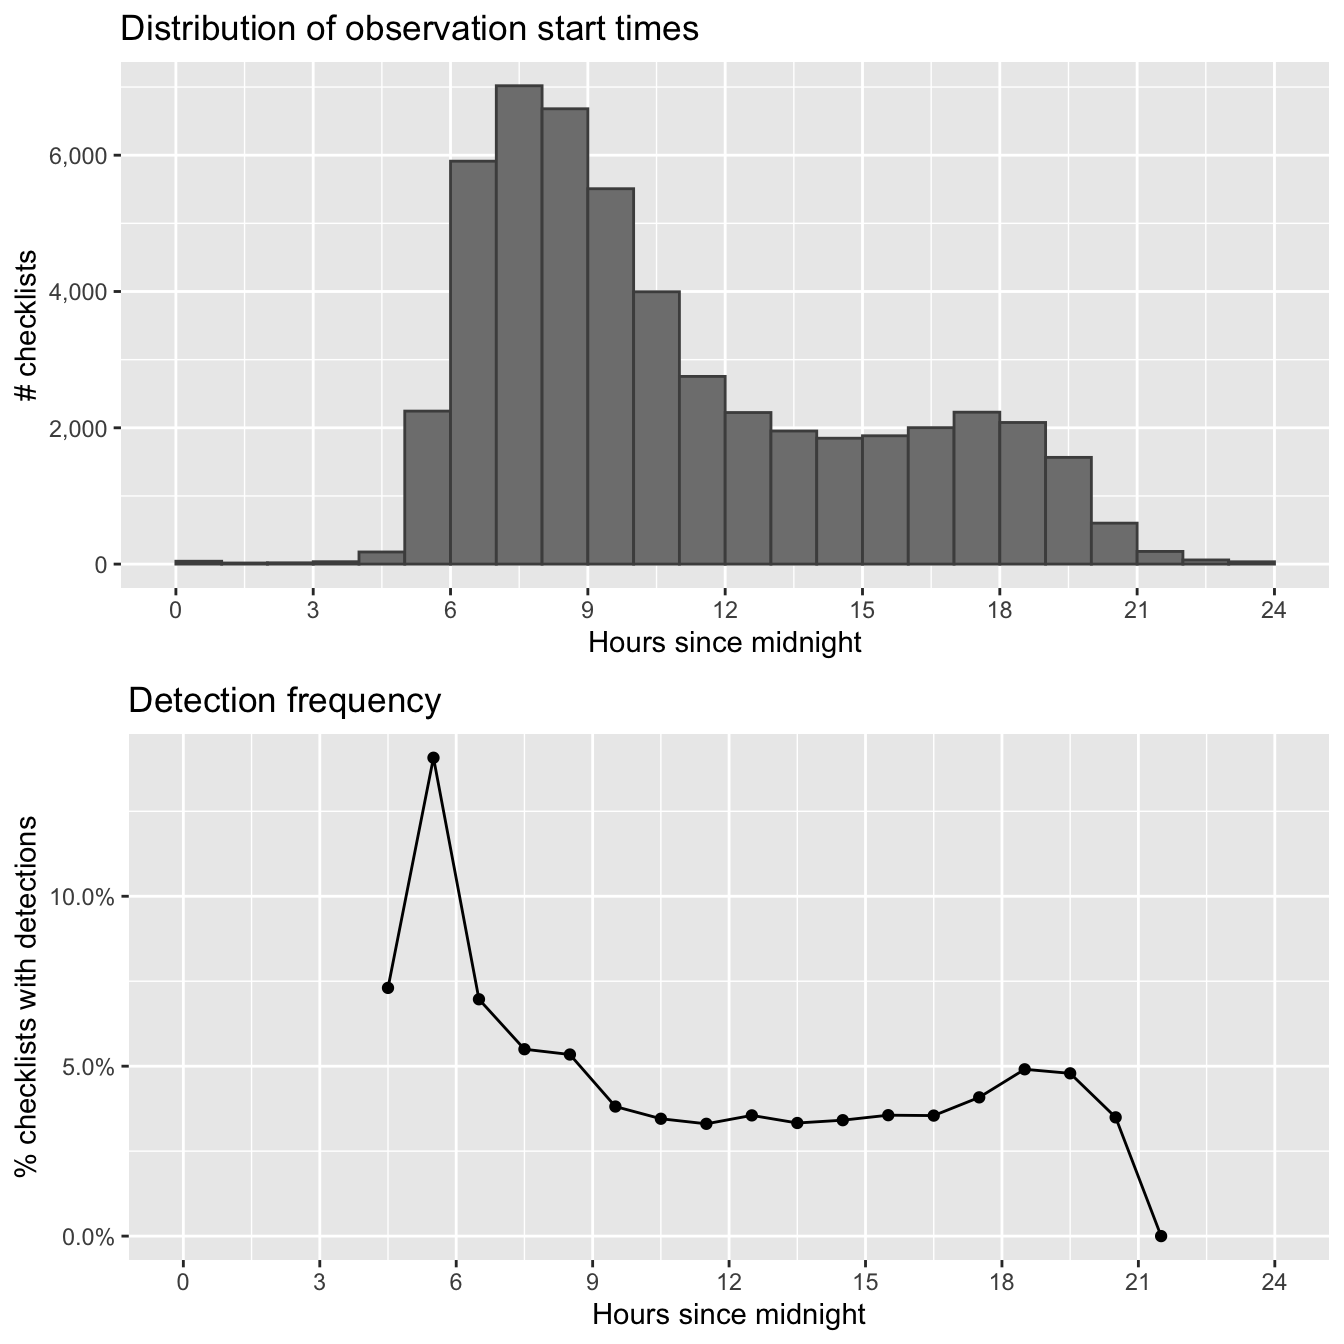 Distribution of observation start times
# checklists
6,000
4,000
2,000
0
0 3 6 9 12 15 18 21 24
Hours since midnight
Detection frequency
% checklists with detections
10.0%
5.0%
0.0%
0 3 6 9 12 15 18 21 24
Hours since midnight